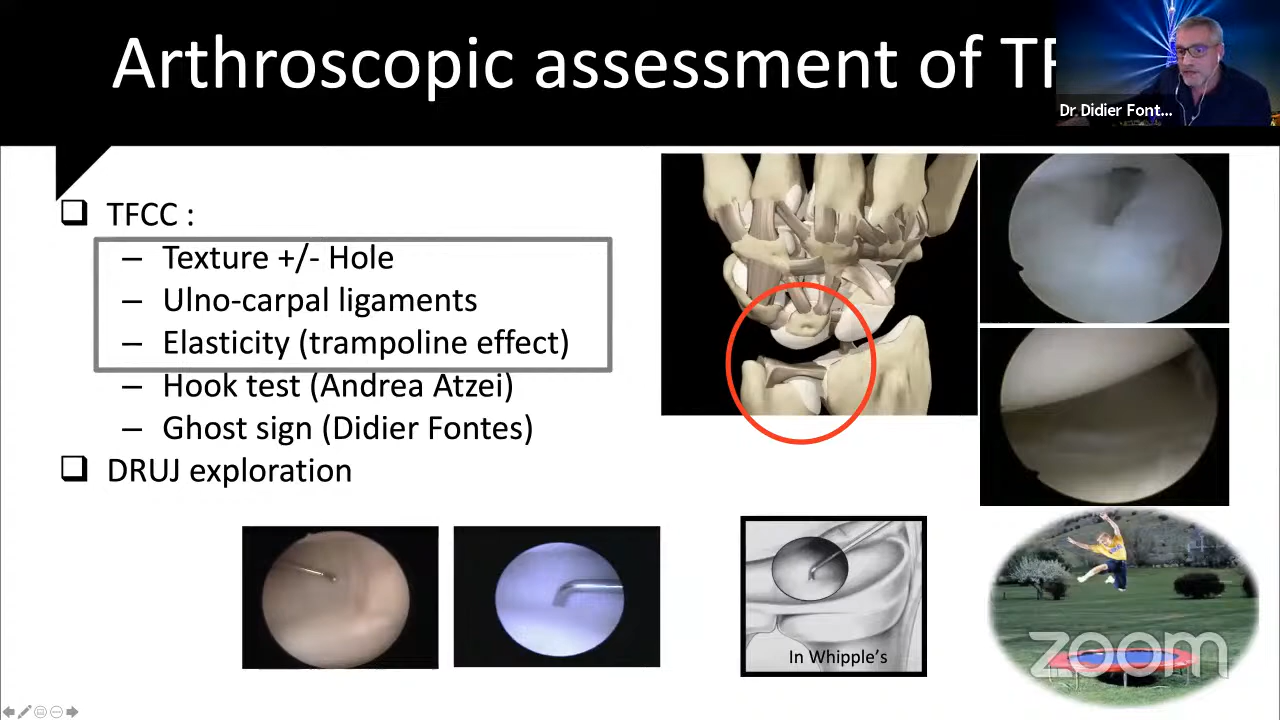 Arthroscopic assessment of TF
Dr Didier Font...
TFCC :
– Texture +/- Hole
– Ulno-carpal ligaments
– Elasticity (trampoline effect)
– Hook test (Andrea Atzei)
– Ghost sign (Didier Fontes)
DRUJ exploration
In Whipple's
zoom